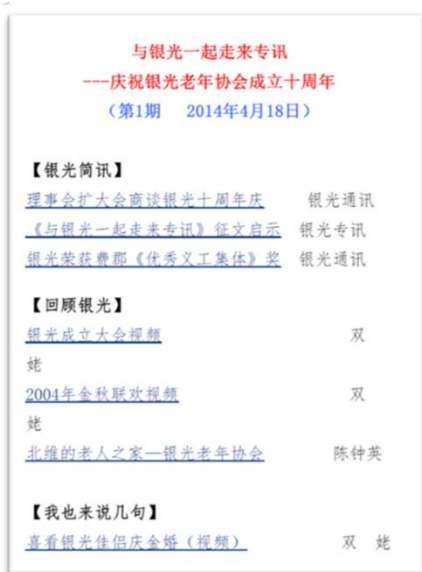 与银光一起走来专讯
---庆祝银光老年协会成立十周年
（第1期 2014年4月18日）
【银光简讯】
理事会扩大会商谈银光十周年庆 银光通讯
《与银光一起走来专讯》征文启示 银光专讯
银光荣获费郡《优秀义工集体》奖 银光通讯
【回顾银光】
银光成立大会视频 双
姥
2004年金秋联欢视频 双
姥
北维的老人之家—银光老年协会 陈钟英
【我也来说几句】
喜看银光佳侣庆金婚（视频） 双 姥